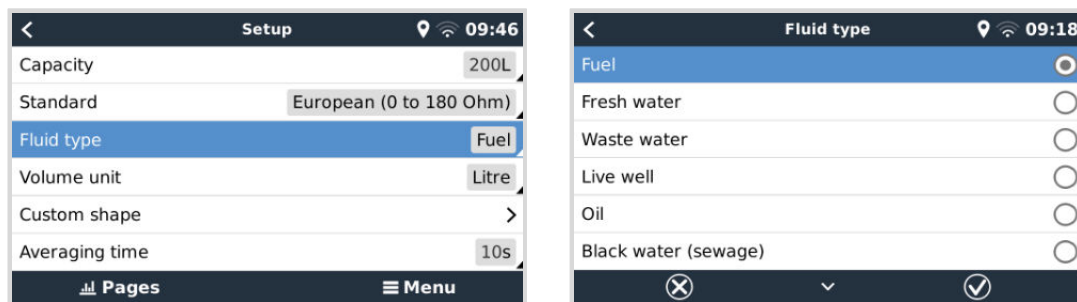 Setup 09:46
Capacity 200L
Standard European (0 to 180 Ohm)
Fluid type Fuel
Volume unit Litre
Custom shape
Averaging time 10s
Pages Menu
Fluid type 09:18
Fuel
Fresh water
Waste water
Live well
Oil
Black water (sewage)